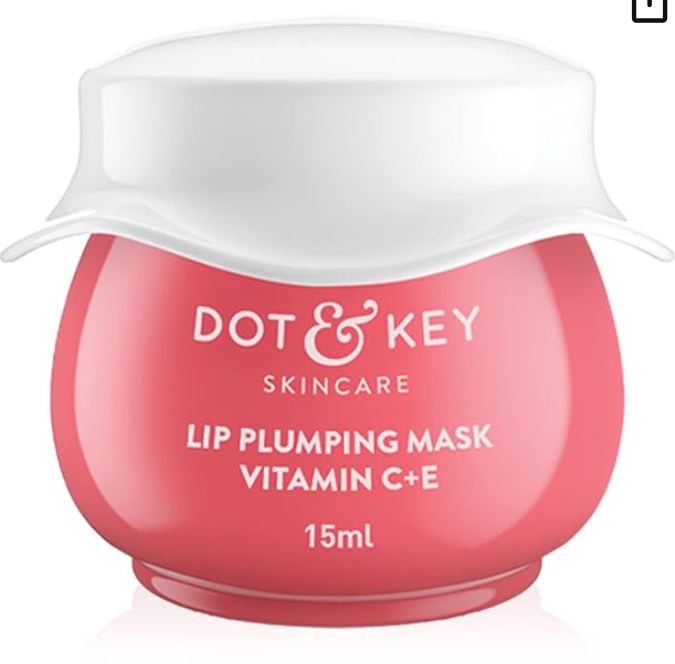 DOT & KEY
SKINCARE
LIP PLUMPING MASK
VITAMIN C+E
15ml